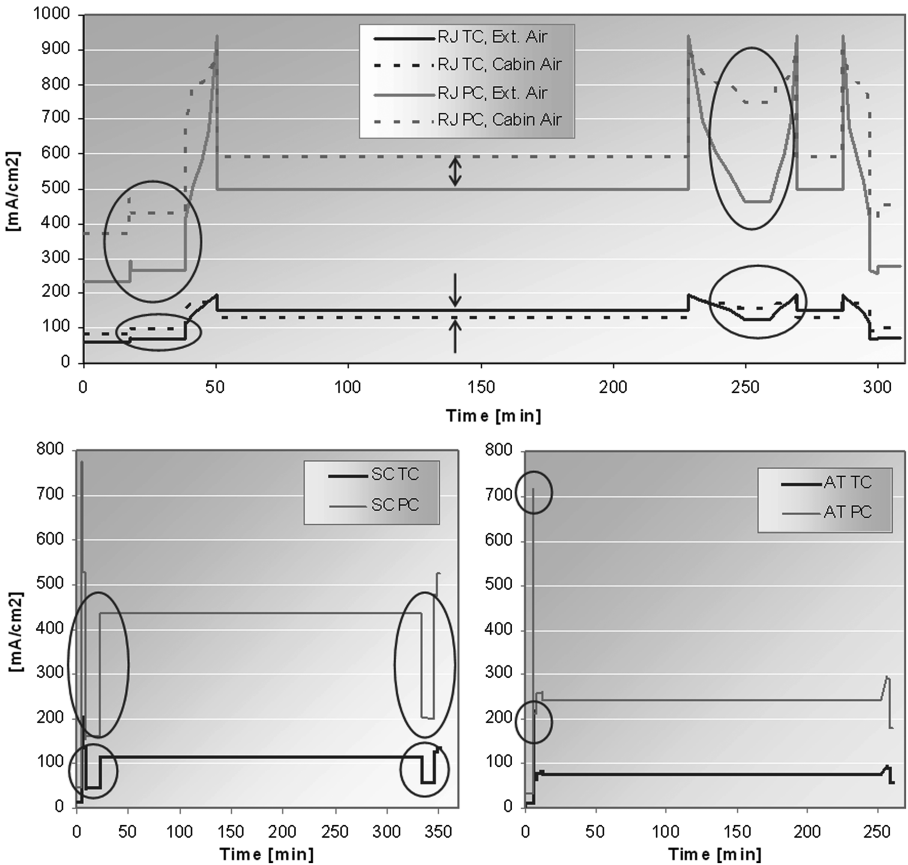 1000
900
800
700
600
500
400
300
200
100
0
[mA/cm2]
RJ TC, Ext. Air
RJ TC, Cabin Air
RJ PC, Ext. Air
RJ PC, Cabin Air
0 50 100 150 200 250 300
Time [min]
800
700
600
500
400
300
200
100
0
[mA/cm2]
SC TC
SC PC
0 50 100 150 200 250 300 350
Time [min]
800
700
600
500
400
300
200
100
0
AT TC
AT PC
0 50 100 150 200 250
Time [min]